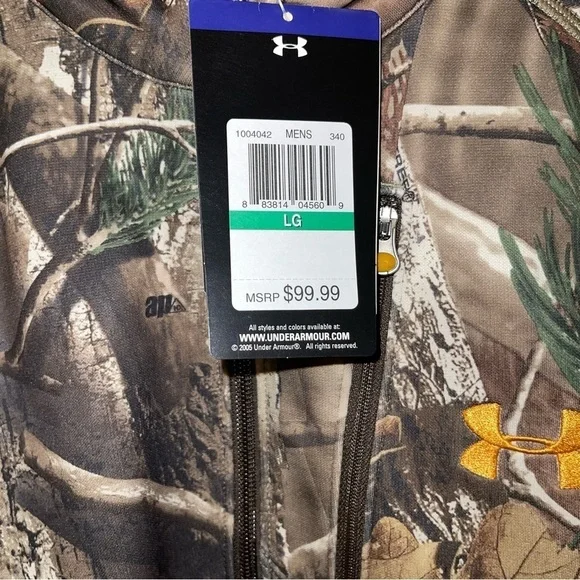 1004042 MENS 340
8 83814 04560 9
LG
MSRP $99.99
All styles and colors available at:
WWW.UNDERARMOUR.COM
© 2005 Under Armour®. All rights reserved.
ap